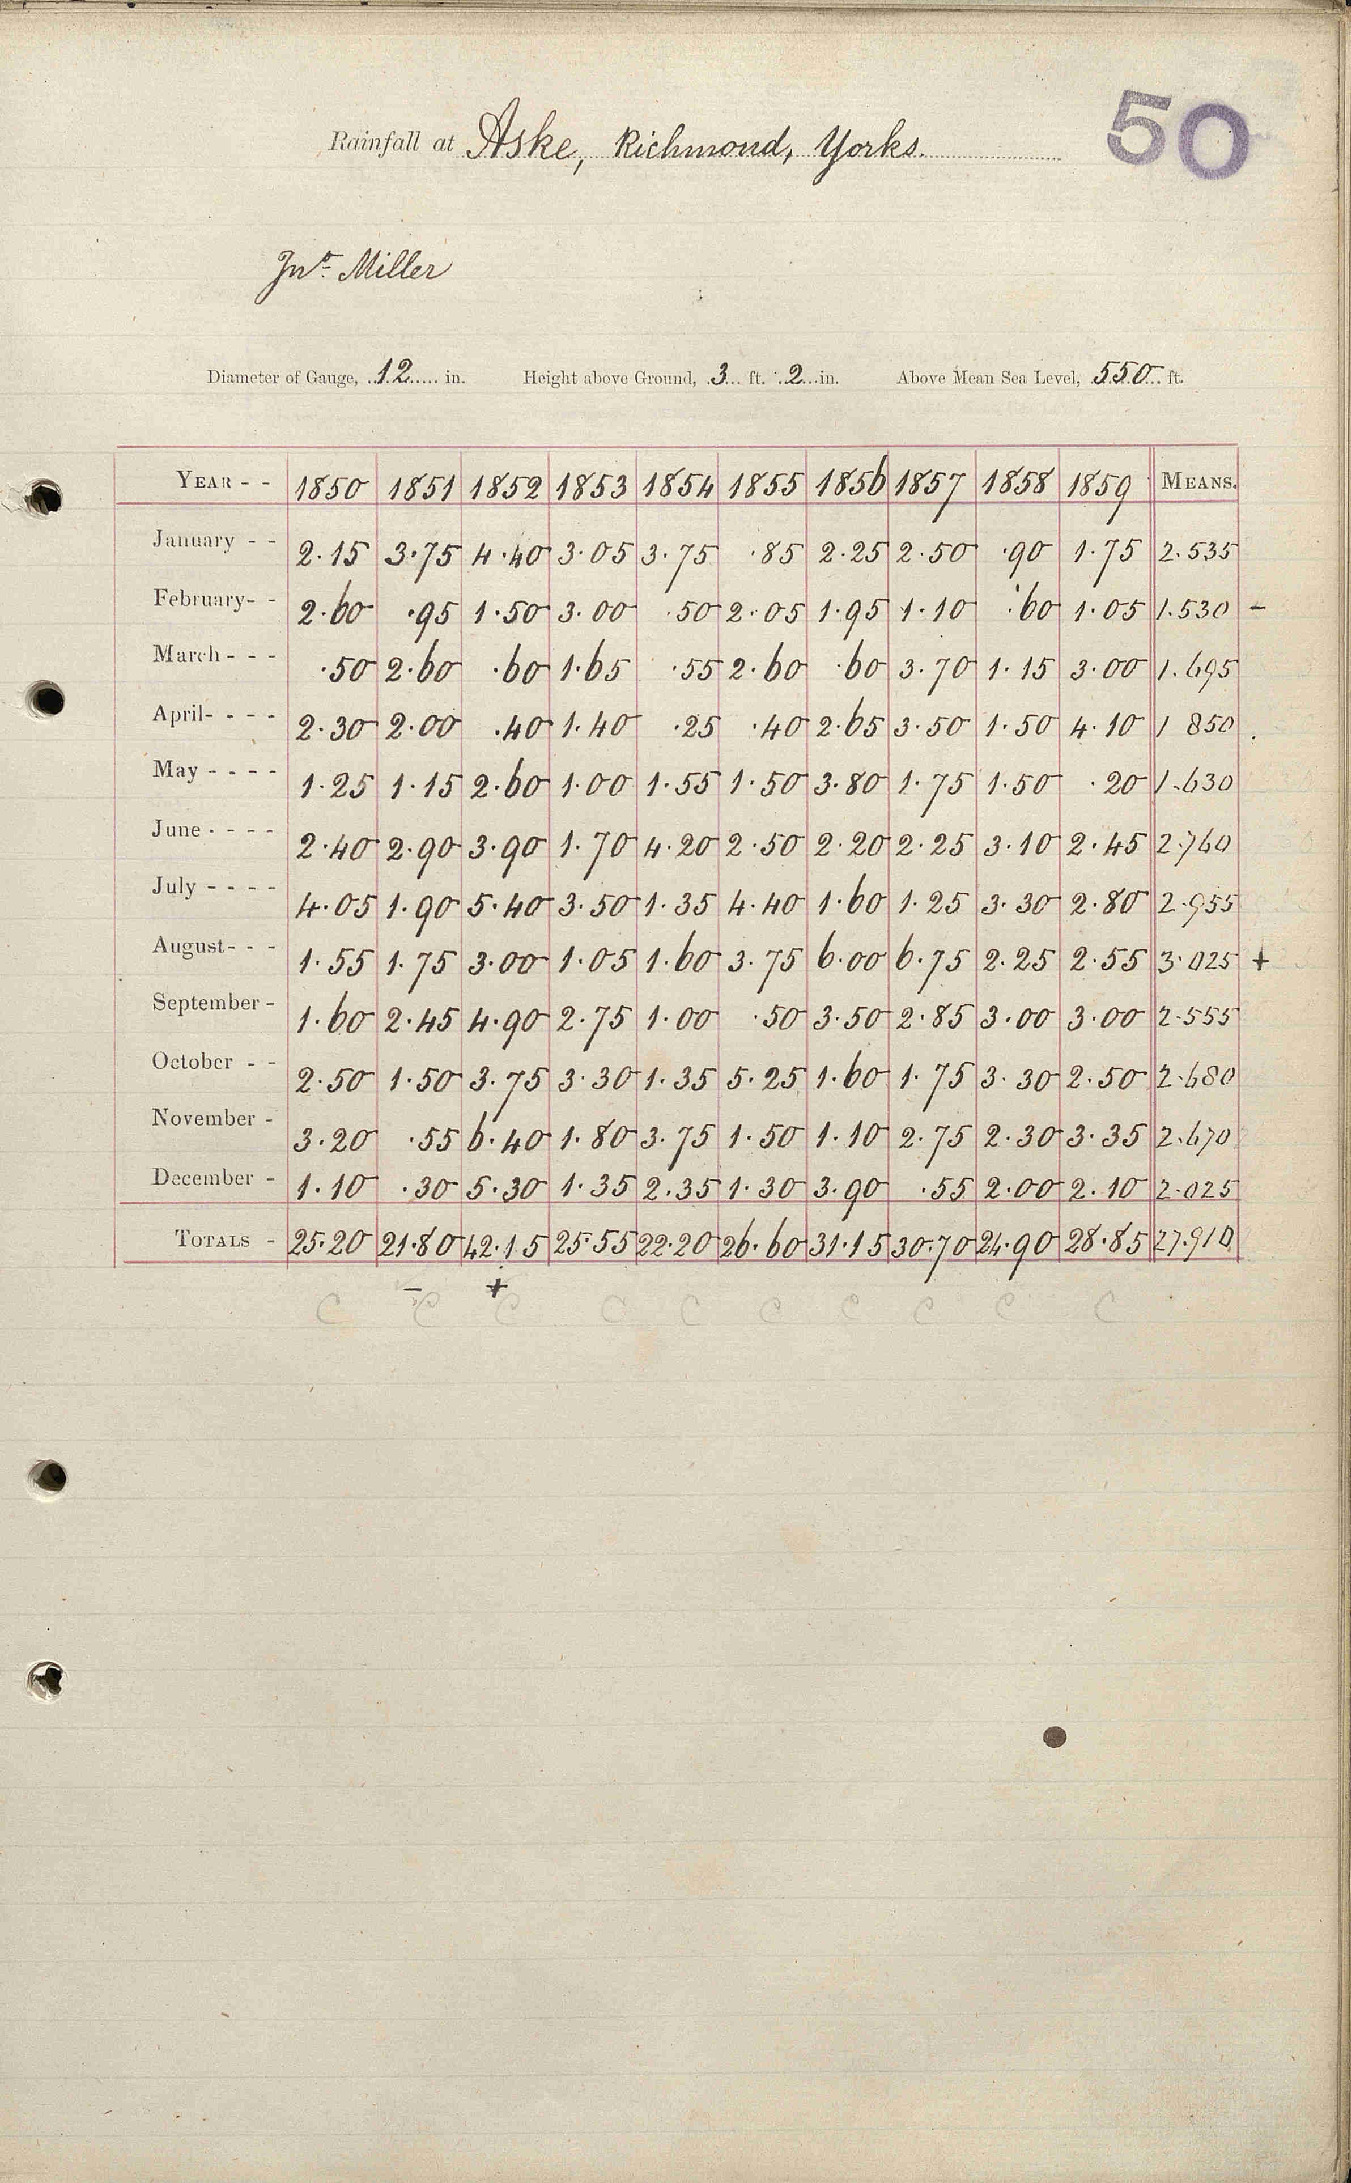 50
Rainfall at Aske, Richmond, Yorks.
Jno. Miller
Diameter of Gauge, 12 in. Height above Ground, 3 ft. 2 in. Above Mean Sea Level, 550 ft.
YEAR - - 1850 1851 1852 1853 1854 1855 1856 1857 1858 1859 MEANS.
January - - 2.15 3.75 4.40 3.05 3.75 .85 2.25 2.50 .90 1.75 2.535
February- - 2.60 .95 1.50 3.00 .50 2.05 1.95 1.10 .60 1.05 1.530 -
March - - - .50 2.60 .60 1.65 .55 2.60 .60 3.70 1.15 3.00 1.695
April- - - - 2.30 2.00 .40 1.40 .25 .40 2.65 3.50 1.50 4.10 1 850
May - - - - 1.25 1.15 2.60 1.00 1.55 1.50 3.80 1.75 1.50 .20 1.630
June - - - - 2.40 2.90 3.90 1.70 4.20 2.50 2.20 2.25 3.10 2.45 2.760
July - - - - 4.05 1.90 5.40 3.50 1.35 4.40 1.60 1.25 3.30 2.80 2.955
August- - - 1.55 1.75 3.00 1.05 1.60 3.75 6.00 6.75 2.25 2.55 3.025 +
September - 1.60 2.45 4.90 2.75 1.00 .50 3.50 2.85 3.00 3.00 2.555
October - - 2.50 1.50 3.75 3.30 1.35 5.25 1.60 1.75 3.30 2.50 2.680
November - 3.20 .55 6.40 1.80 3.75 1.50 1.10 2.75 2.30 3.35 2.670
December - 1.10 .30 5.30 1.35 2.35 1.30 3.90 .55 2.00 2.10 2.025
TOTALS - 25.20 21.80 42.15 25.55 22.20 26.60 31.15 30.70 24.90 28.85 27.910
- +
C C C C C C C C C C